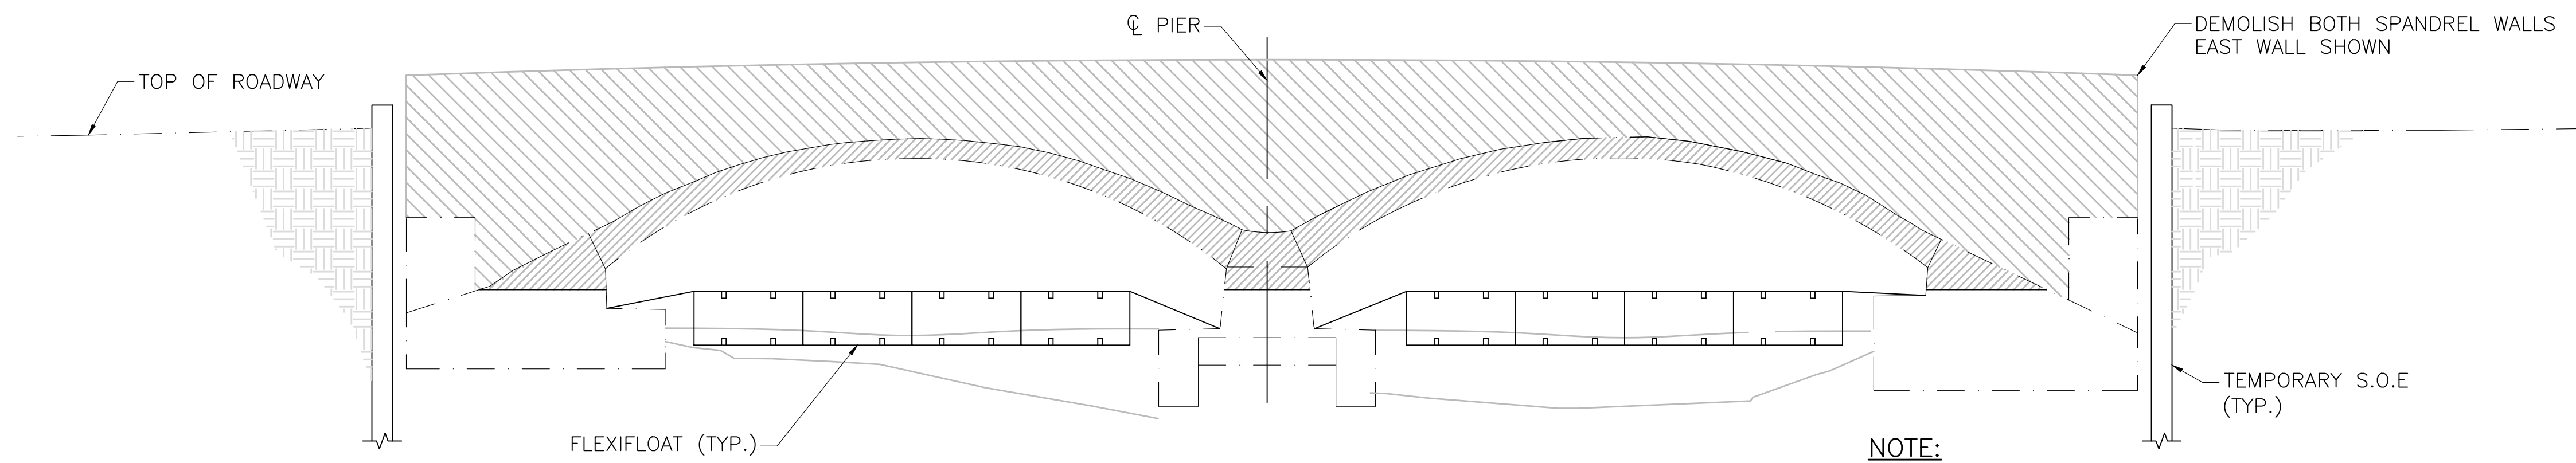 ℄ PIER
DEMOLISH BOTH SPANDREL WALLS
EAST WALL SHOWN
TOP OF ROADWAY
TEMPORARY S.O.E
(TYP.)
FLEXIFLOAT (TYP.)
NOTE: